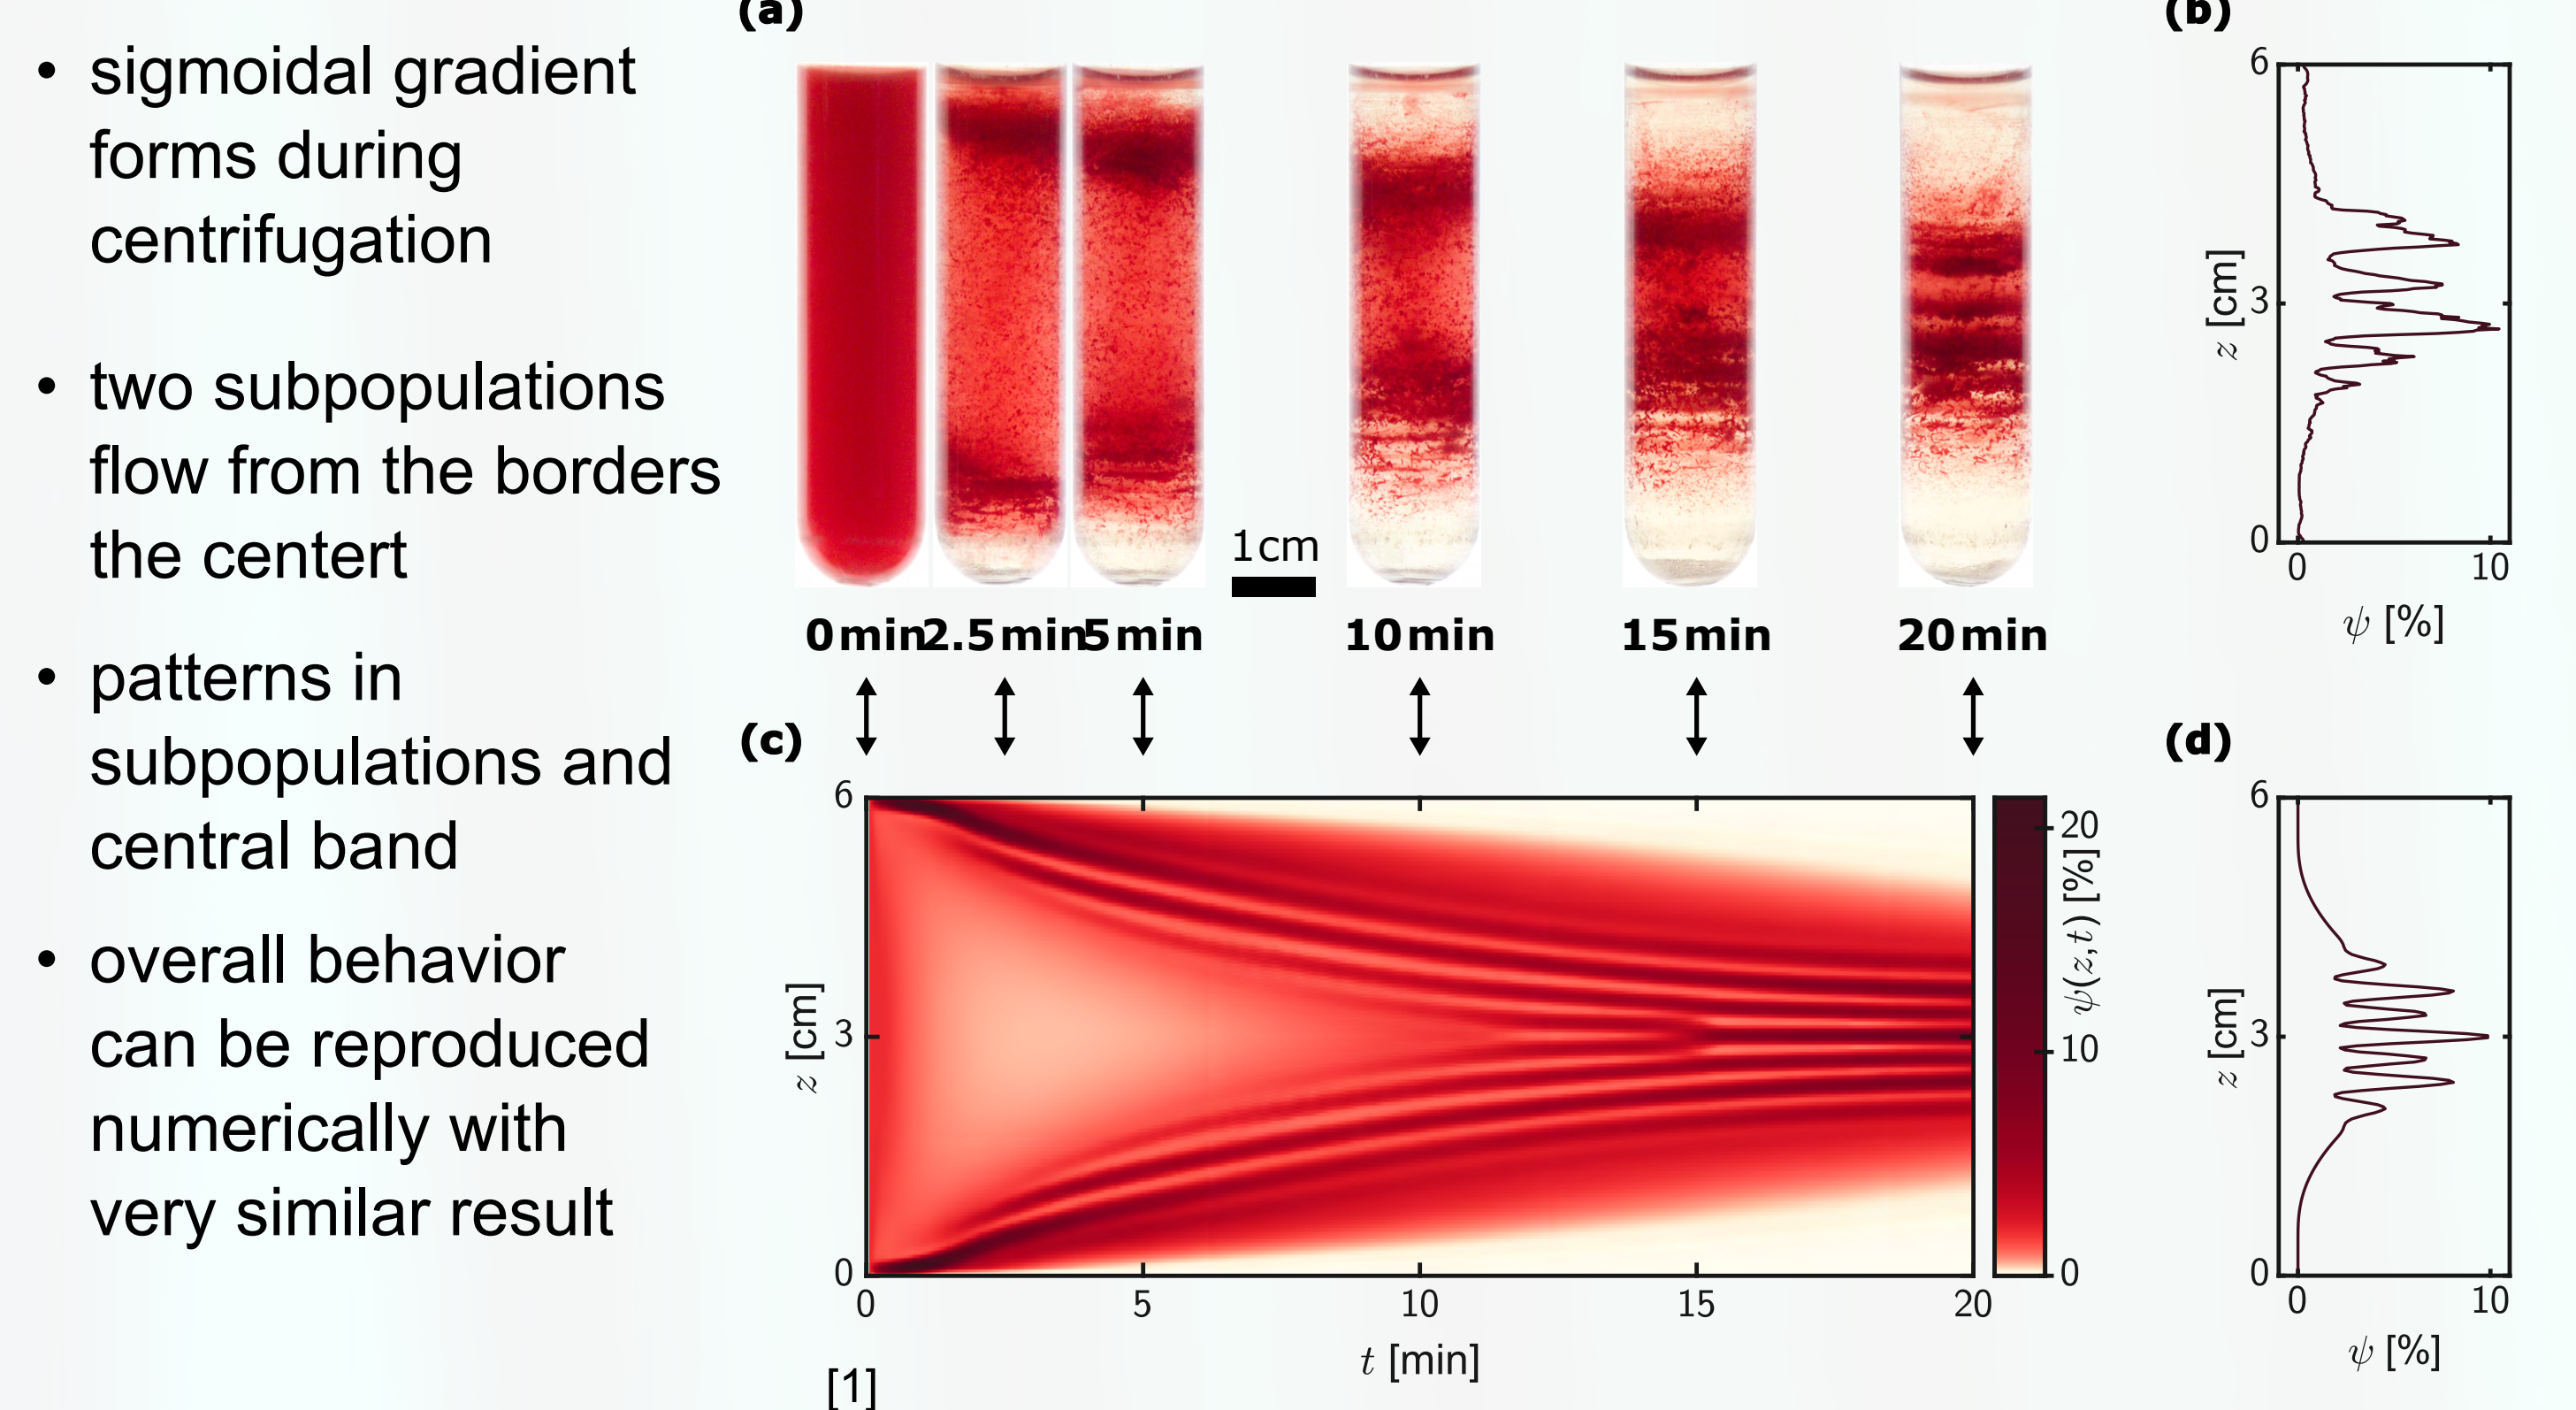 • sigmoidal gradient
forms during
centrifugation
• two subpopulations
flow from the borders
the centert
• patterns in
subpopulations and
central band
• overall behavior
can be reproduced
numerically with
very similar result
(a)
1cm
0min 2.5min 5min 10min 15min 20min
(b)
6
3
0
z [cm]
0 10
ψ [%]
(c)
6
3
0
z [cm]
0 5 10 15 20
t [min]
20
10
0
ψ(z,t) [%]
(d)
6
3
0
z [cm]
0 10
ψ [%]
[1]